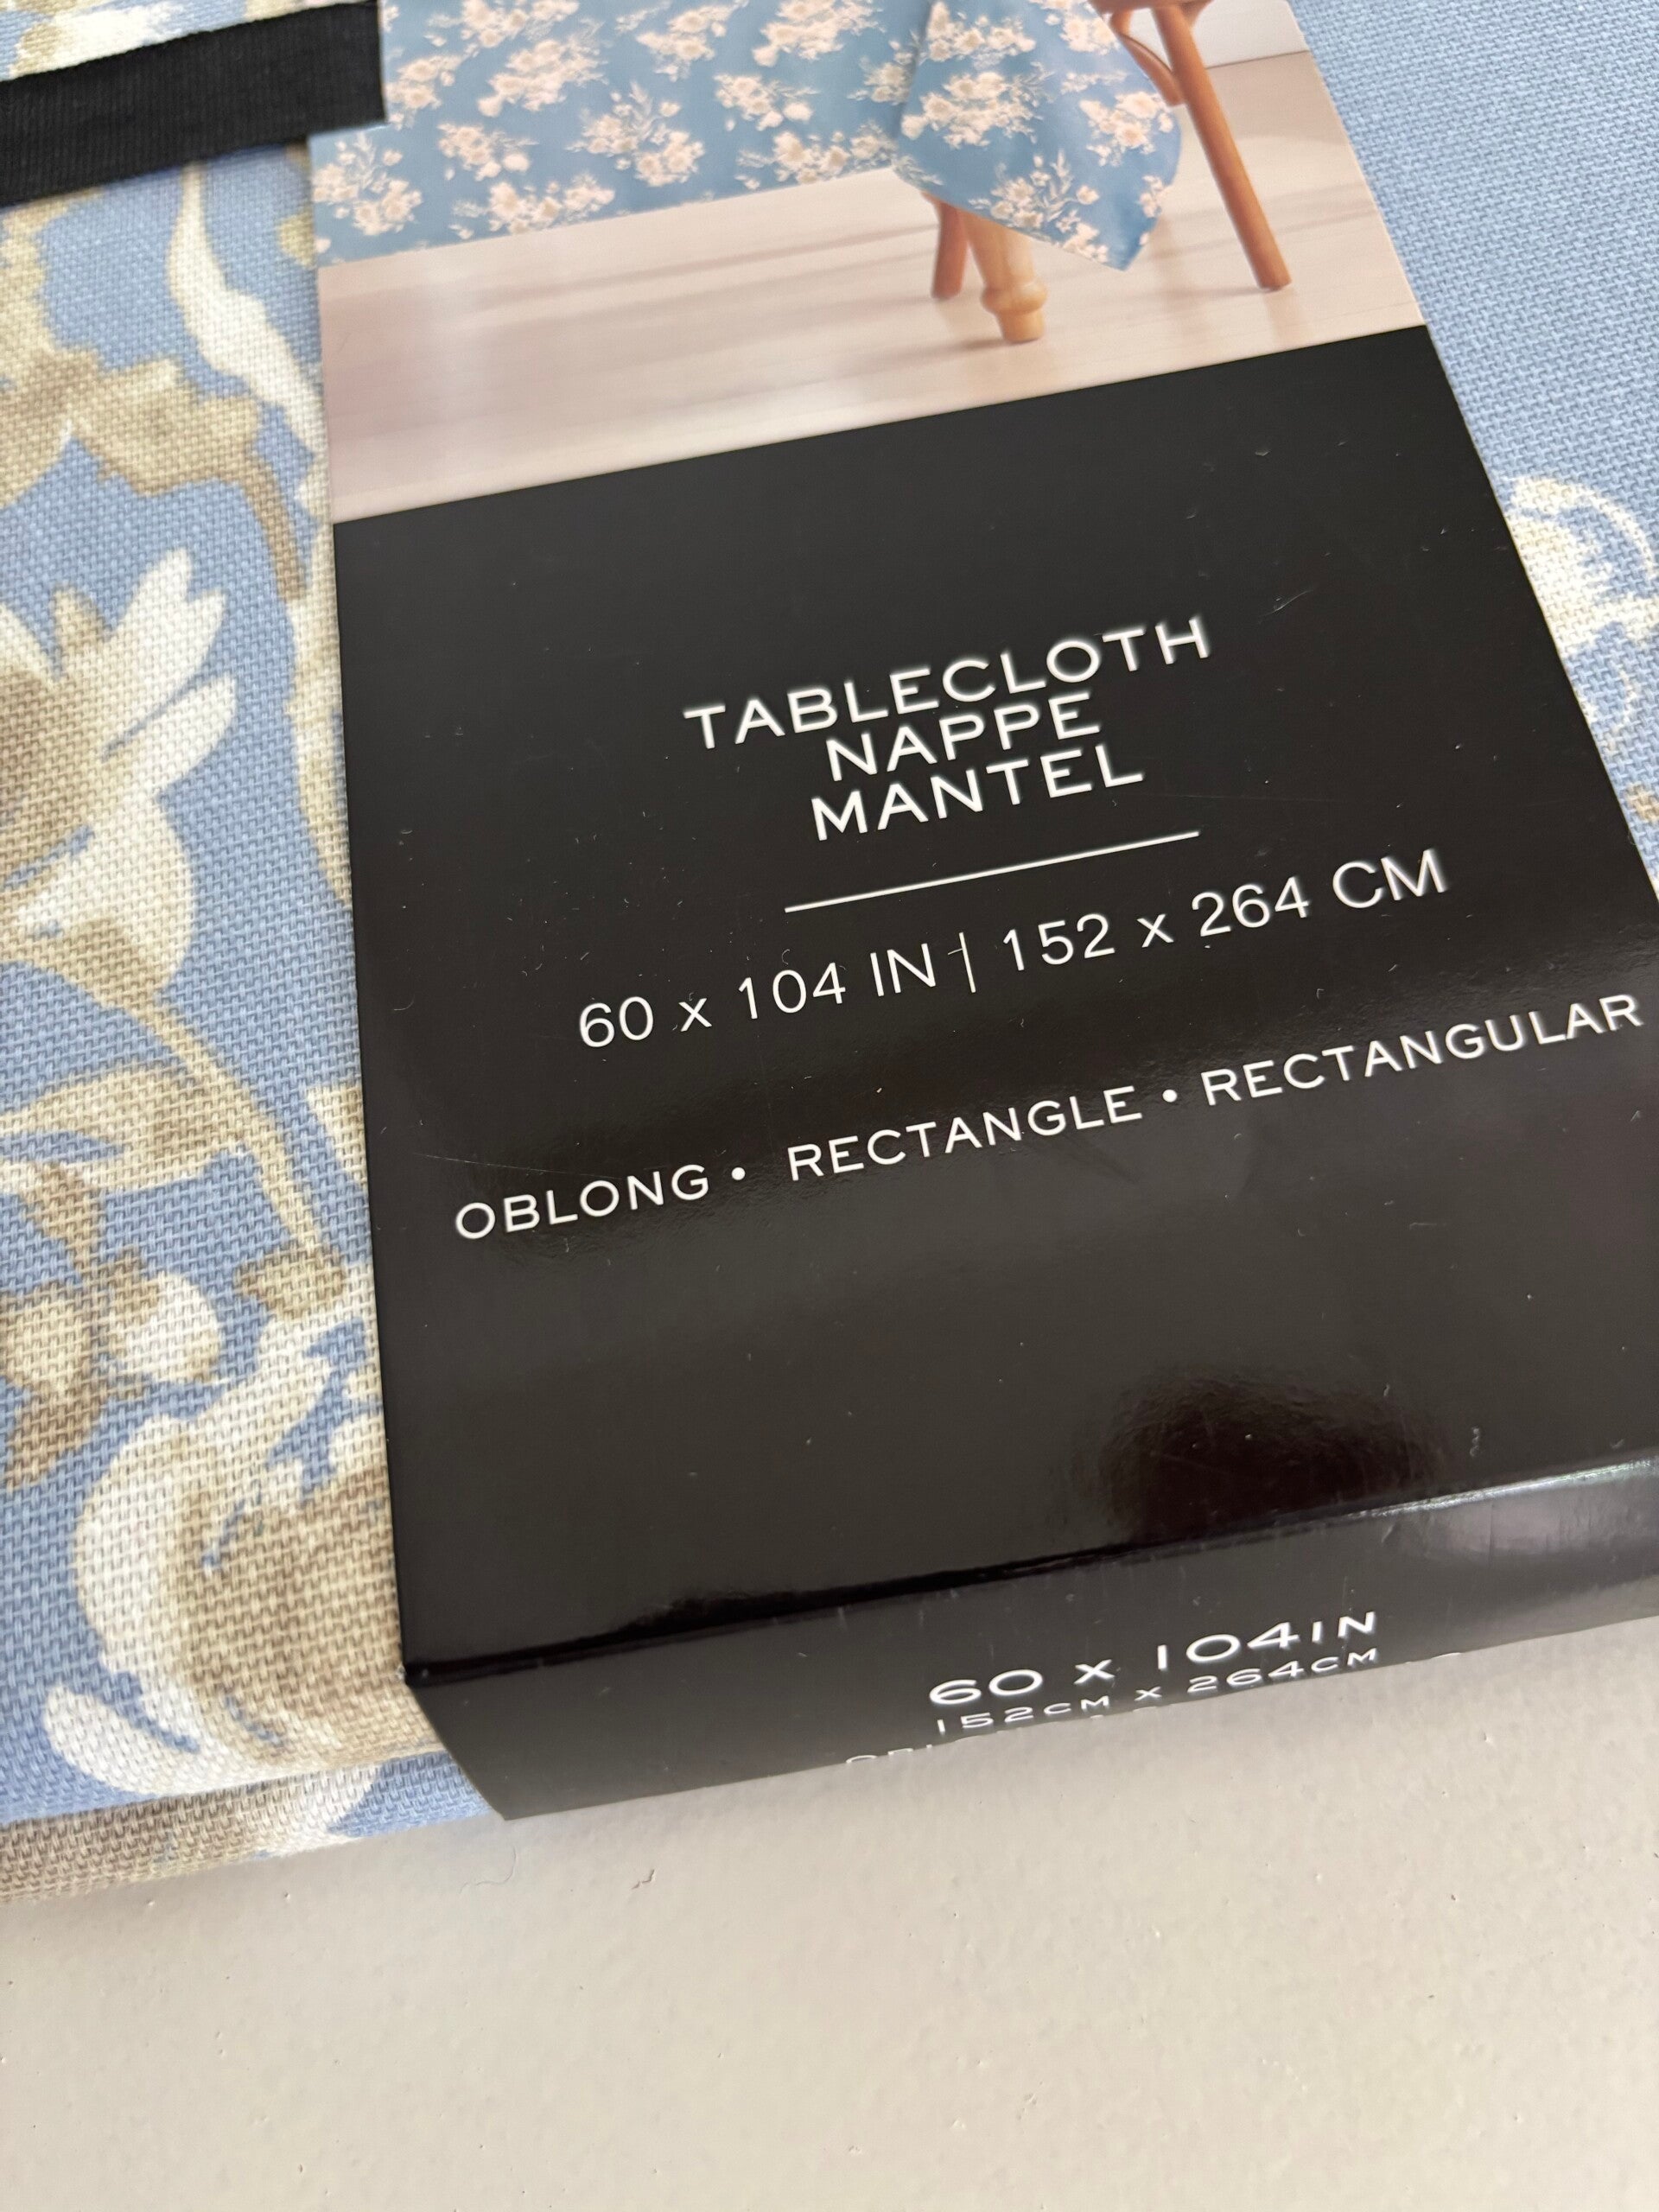 TABLECLOTH
NAPPE
MANTEL
60 x 104 IN | 152 x 264 CM
OBLONG • RECTANGLE • RECTANGULAR
60 x 104IN
152CM x 264CM